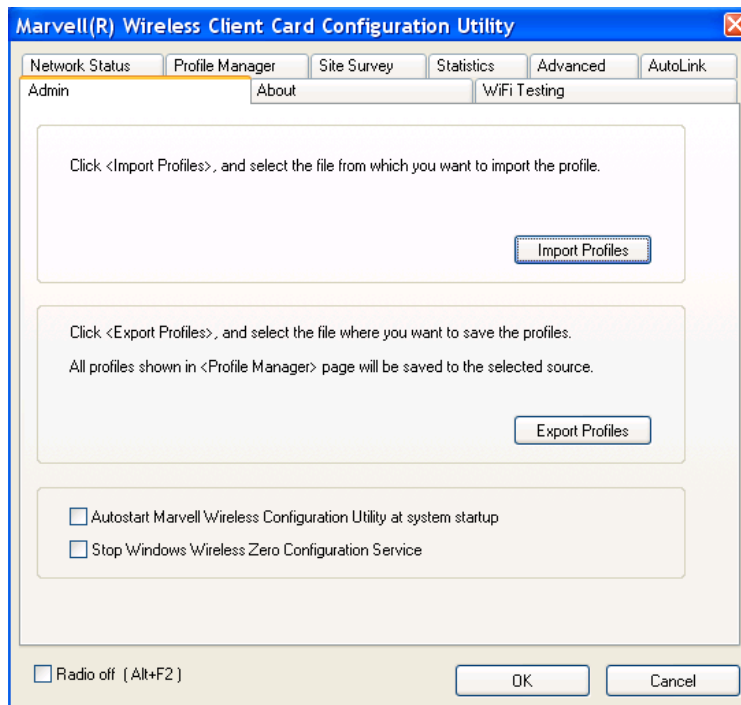 Marvell(R) Wireless Client Card Configuration Utility
Network Status Profile Manager Site Survey Statistics Advanced AutoLink
Admin About WiFi Testing
Click <Import Profiles>, and select the file from which you want to import the profile.
Import Profiles
Click <Export Profiles>, and select the file where you want to save the profiles.
All profiles shown in <Profile Manager> page will be saved to the selected source.
Export Profiles
Autostart Marvell Wireless Configuration Utility at system startup
Stop Windows Wireless Zero Configuration Service
Radio off ( Alt+F2 ) OK Cancel